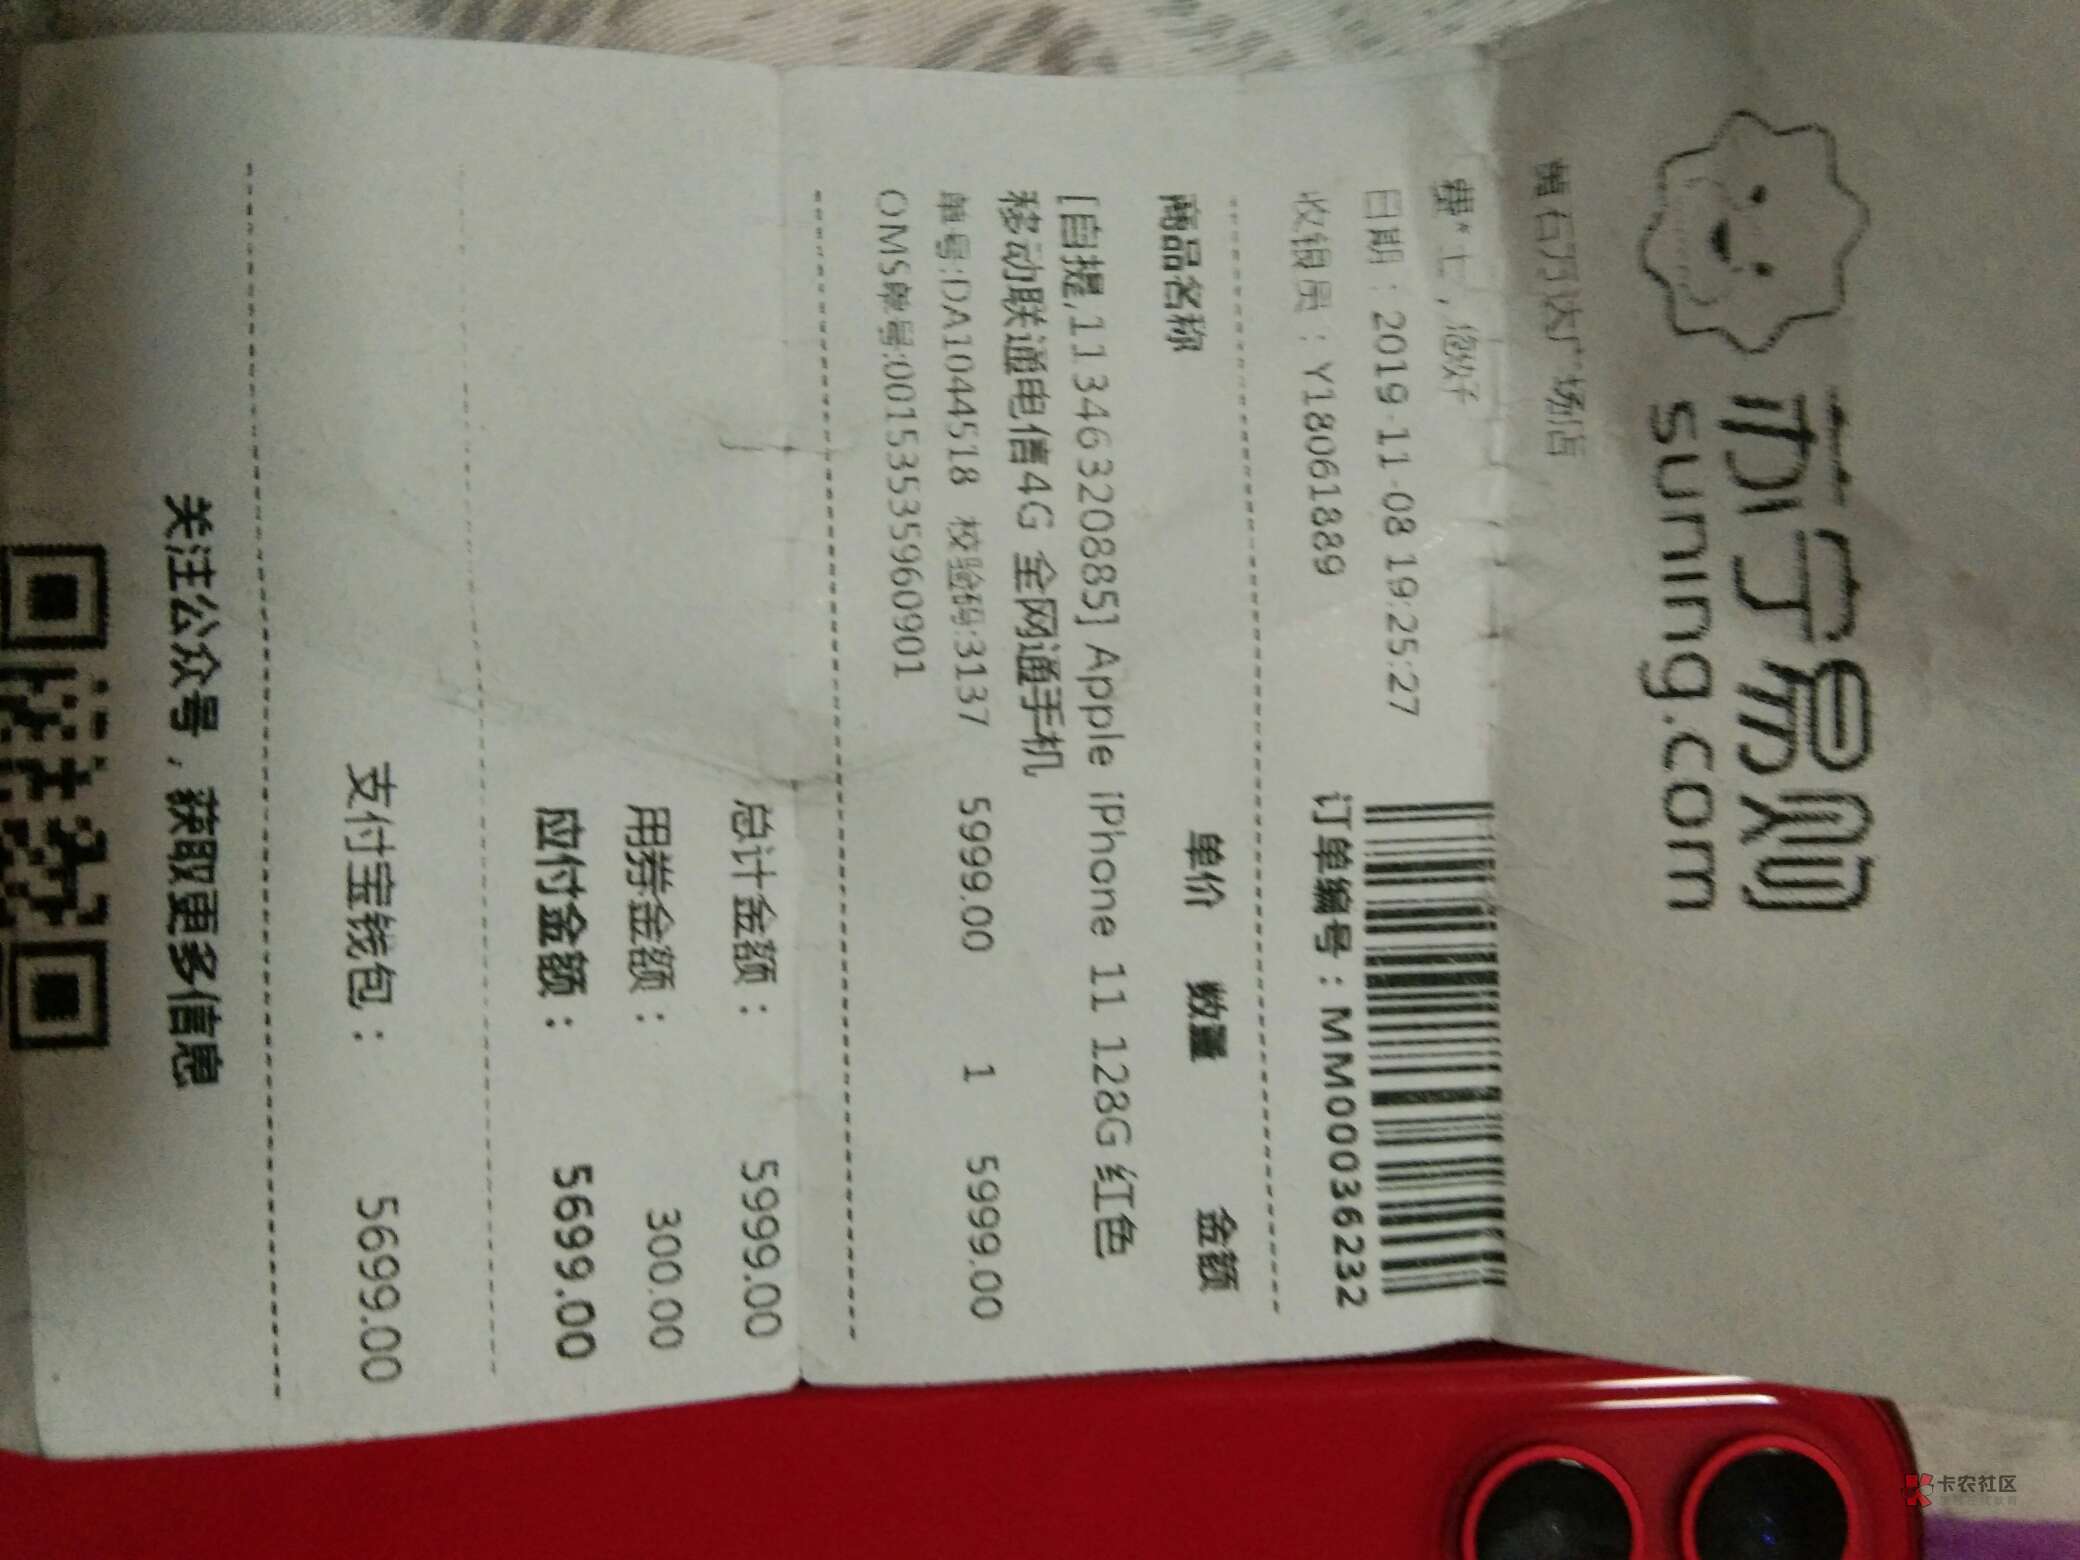 苏宁易购
suning.com
黄石万达广场店
日期：2019-11-08 19:25:27
收银员：Y18061889
订单编号：MM000362232
商品名称 单价 数量 金额
[自提,11346320885] Apple iPhone 11 128G 红色
移动联通电信4G 全网通手机
单号:DA1044518 校验码:3137 5999.00 1 5999.00
OMS单号:00153535960901
总计金额： 5999.00
用券金额： 300.00
应付金额： 5699.00
支付宝钱包： 5699.00
关注公众号，获取更多信息
卡农社区